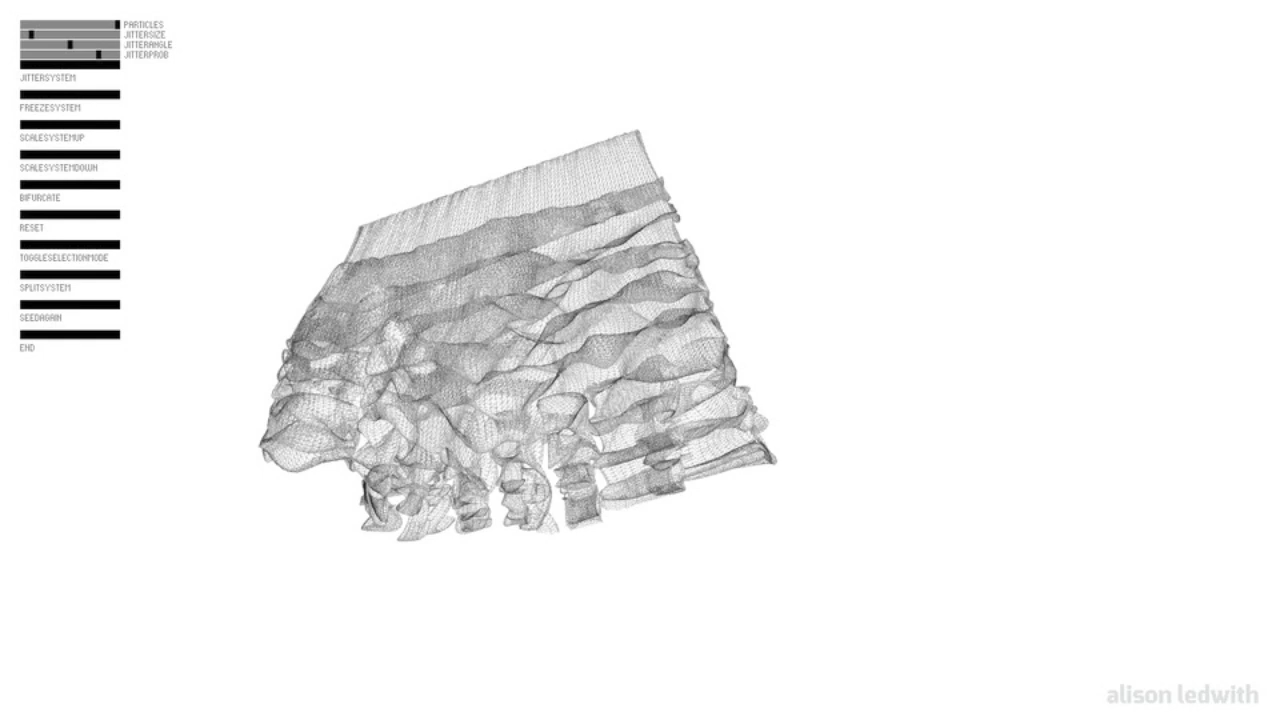 PARTICLES
JITTERSIZE
JITTERANGLE
JITTERPROB
JITTERSYSTEM
FREEZESYSTEM
SCALESYSTEMUP
SCALESYSTEMDOWN
BIFURCATE
RESET
TOGGLESELECTIONMODE
SPLITSYSTEM
SEEDAGAIN
END
alison ledwith